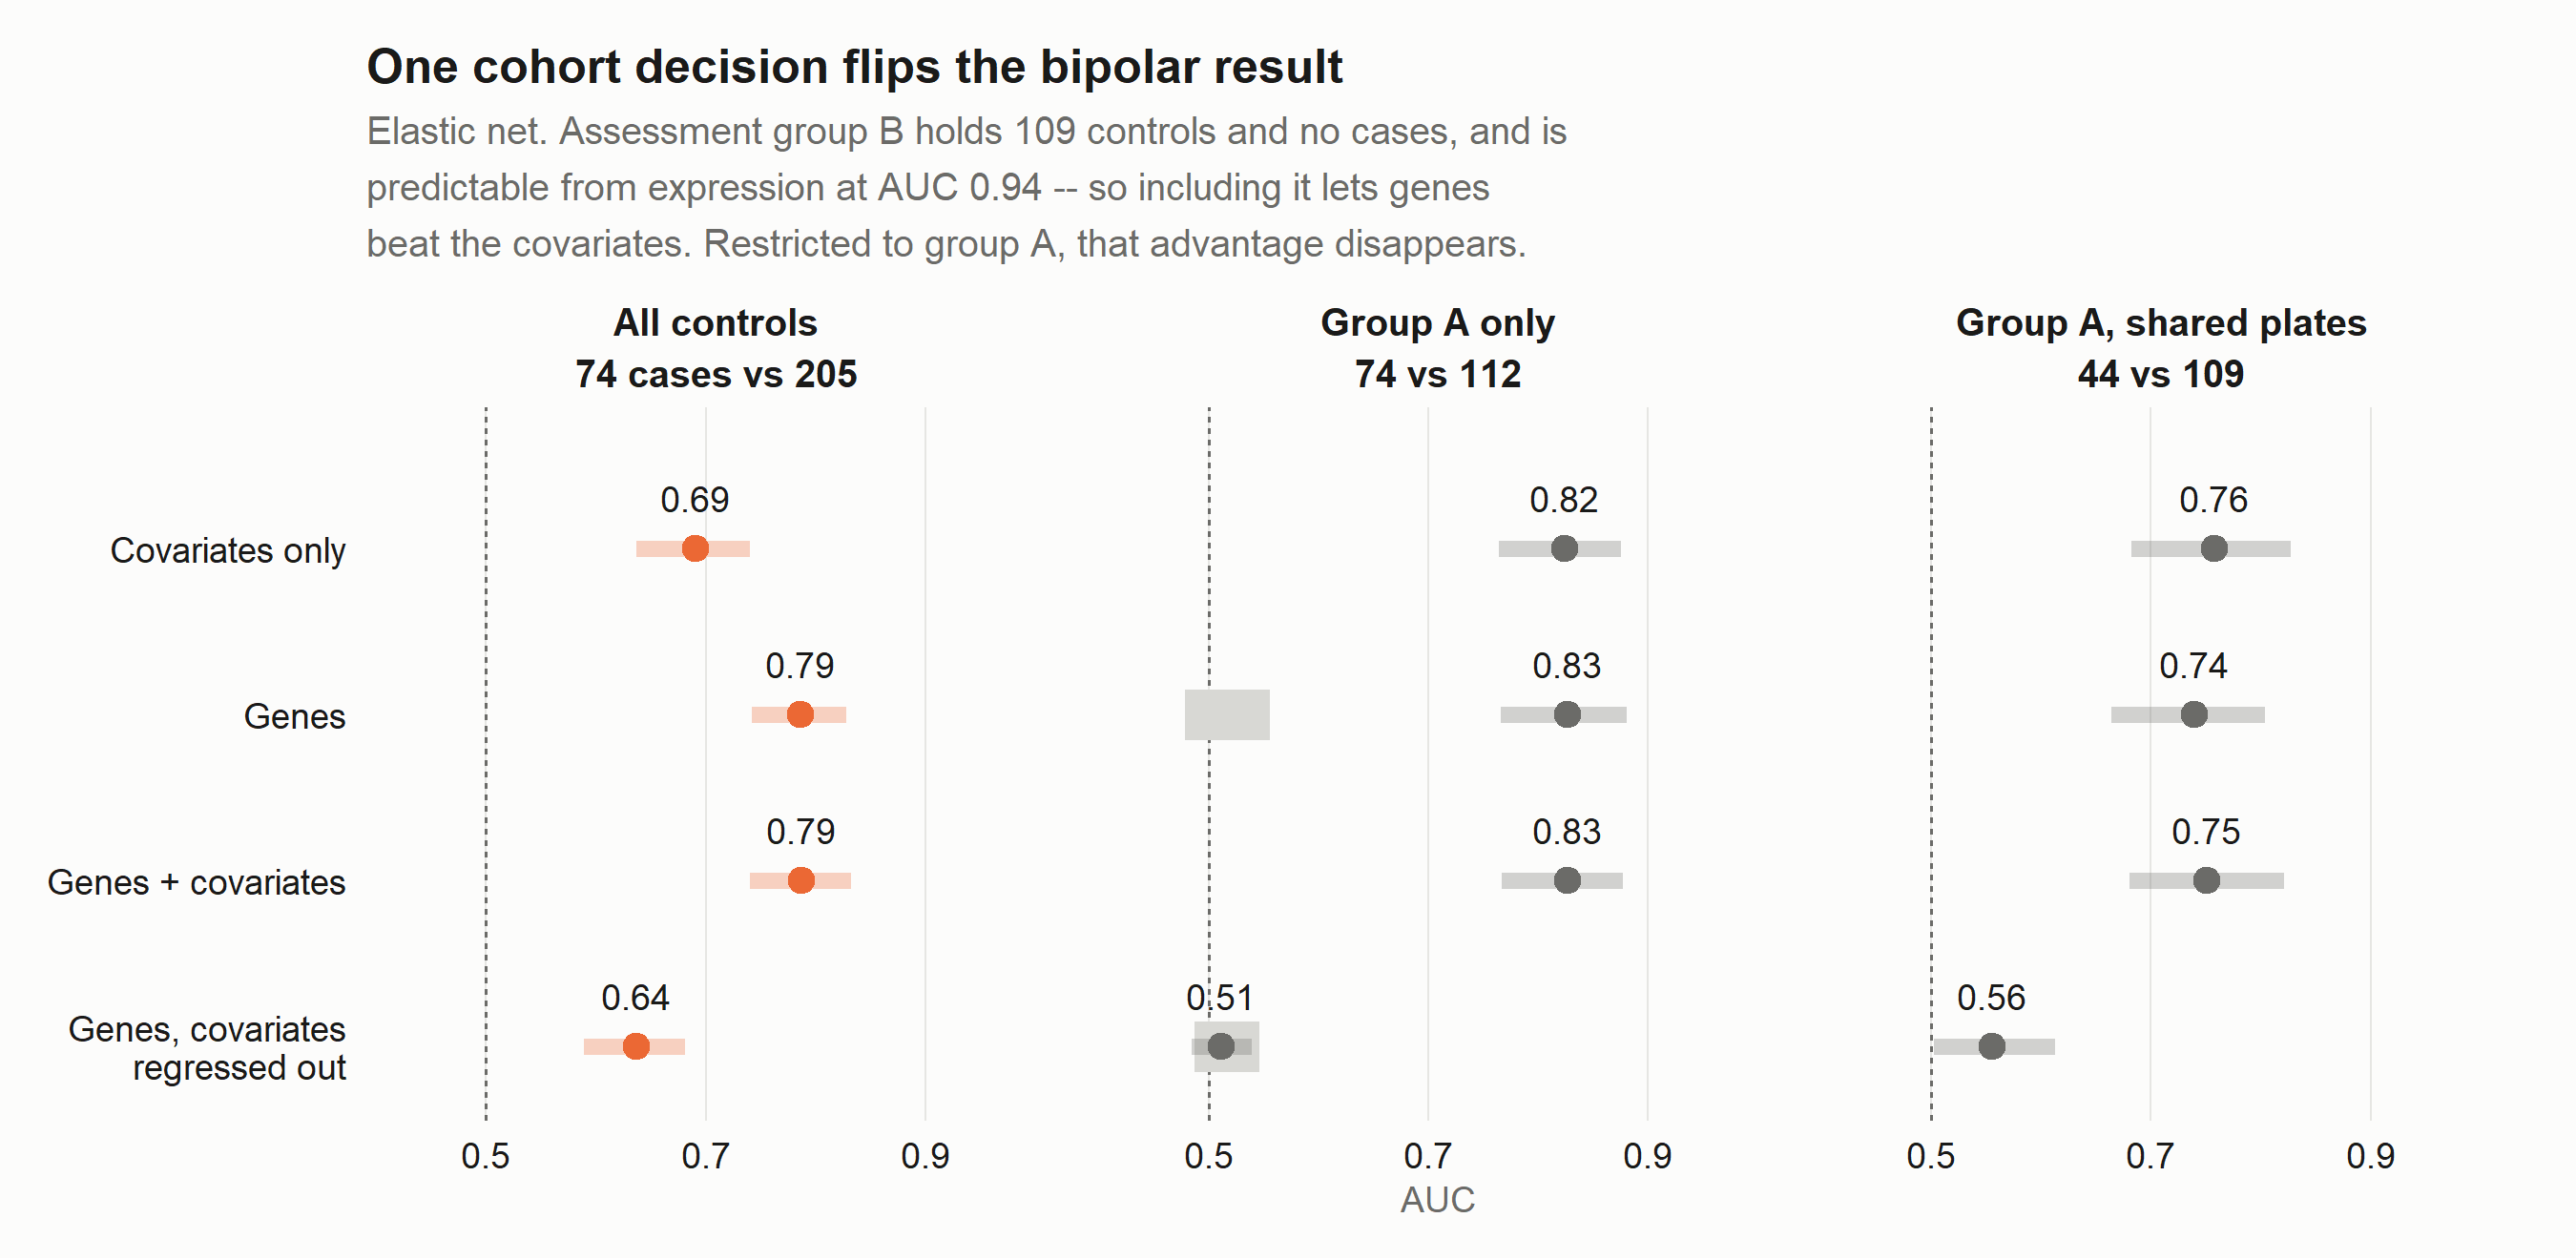 One cohort decision flips the bipolar result
Elastic net. Assessment group B holds 109 controls and no cases, and is
predictable from expression at AUC 0.94 -- so including it lets genes
beat the covariates. Restricted to group A, that advantage disappears.
All controls
74 cases vs 205
Group A only
74 vs 112
Group A, shared plates
44 vs 109
Covariates only
0.69
0.82
0.76
Genes
0.79
0.83
0.74
Genes + covariates
0.79
0.83
0.75
Genes, covariates
regressed out
0.64
0.51
0.56
0.5
0.7
0.9
0.5
0.7
0.9
0.5
0.7
0.9
AUC